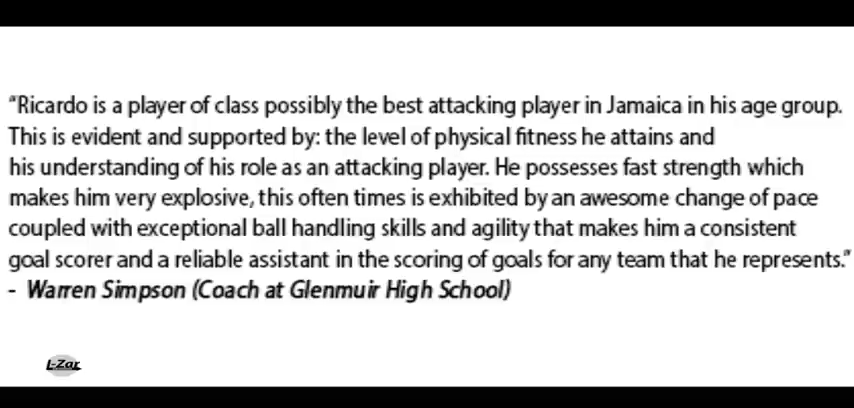 "Ricardo is a player of class possibly the best attacking player in Jamaica in his age group.
This is evident and supported by: the level of physical fitness he attains and
his understanding of his role as an attacking player. He possesses fast strength which
makes him very explosive, this often times is exhibited by an awesome change of pace
coupled with exceptional ball handling skills and agility that makes him a consistent
goal scorer and a reliable assistant in the scoring of goals for any team that he represents."
- Warren Simpson (Coach at Glenmuir High School)
L-Zar